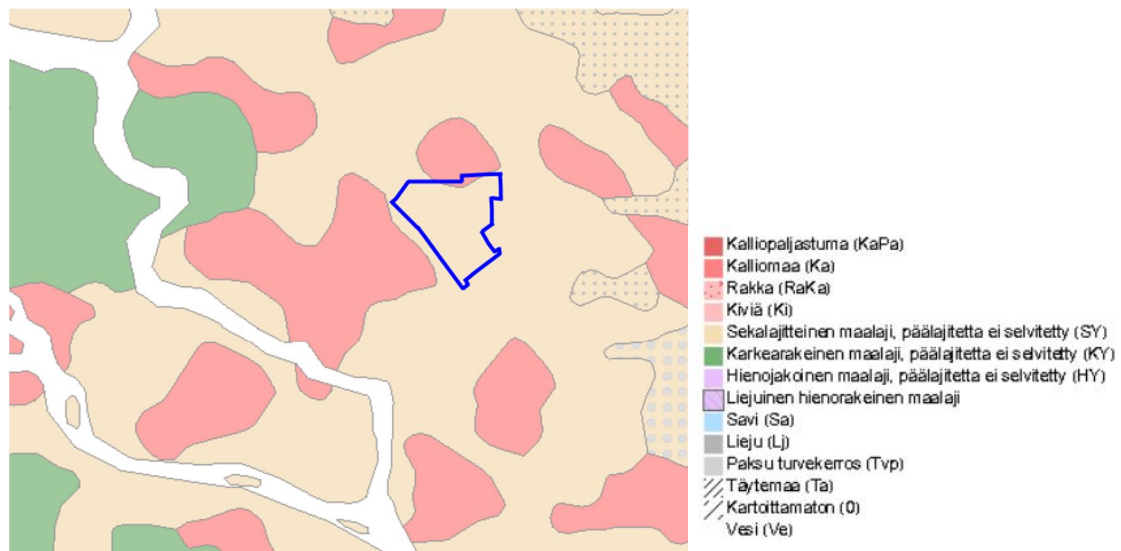 Kalliopaljastuma (KaPa)
Kalliomaa (Ka)
Rakka (RaKa)
Kiviä (Ki)
Sekalajitteinen maalaji, päälajitetta ei selvitetty (SY)
Karkearakeinen maalaji, päälajitetta ei selvitetty (KY)
Hienojakoinen maalaji, päälajitetta ei selvitetty (HY)
Liejuinen hienorakeinen maalaji
Savi (Sa)
Lieju (Lj)
Paksu turvekerros (Tvp)
Täytemaa (Ta)
Kartoittamaton (0)
Vesi (Ve)